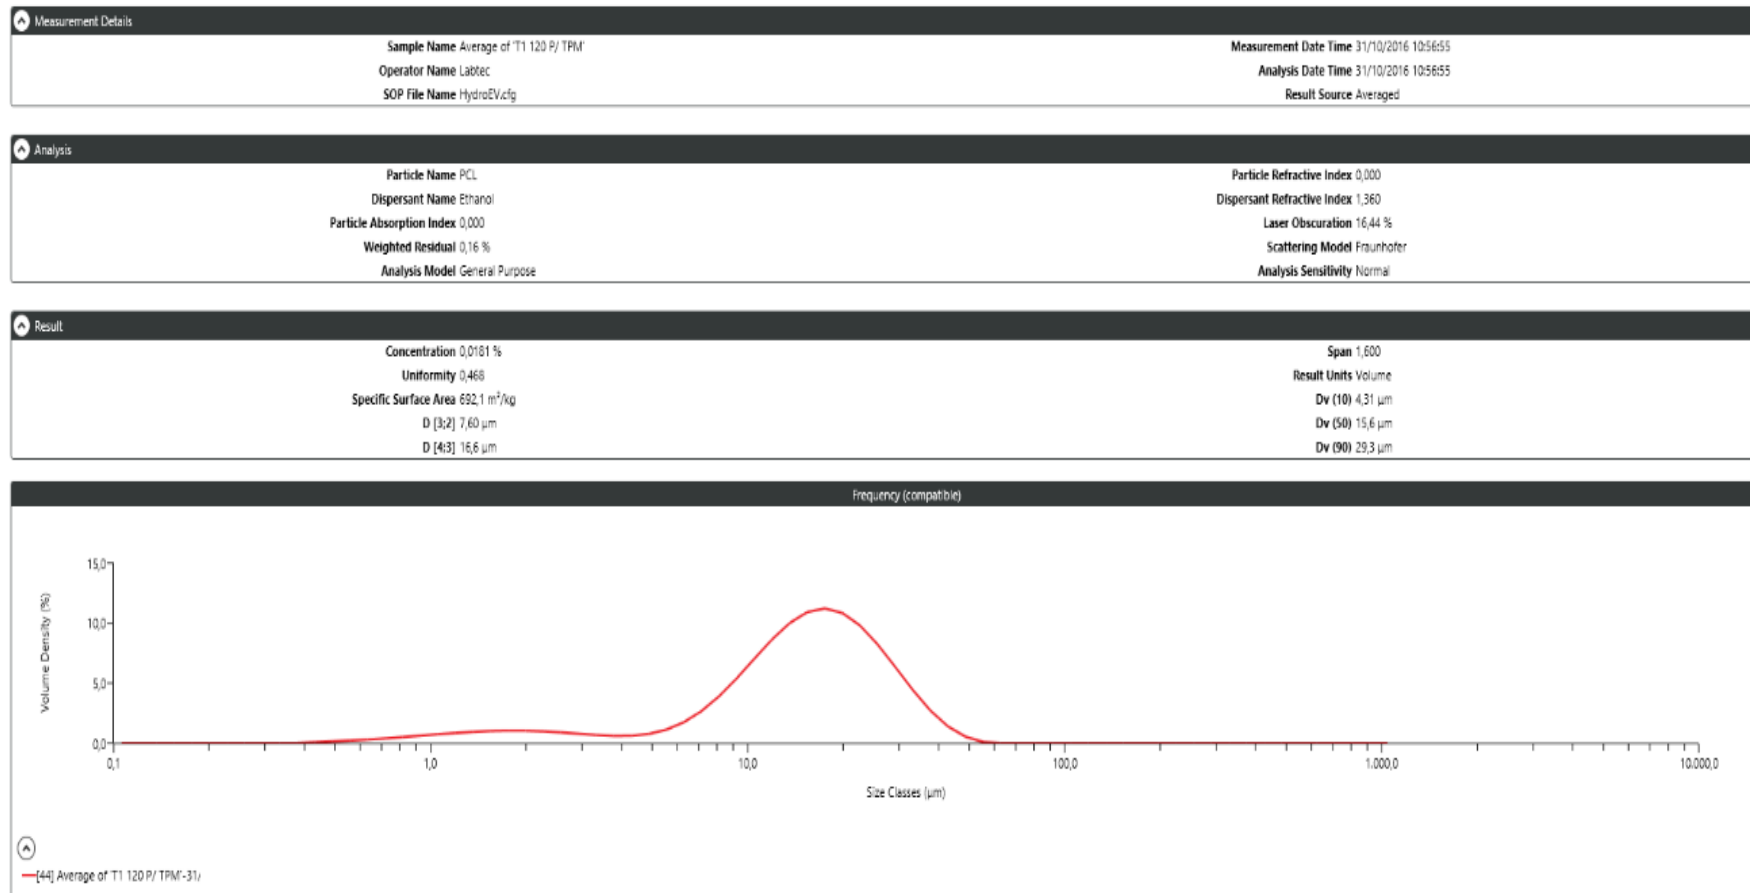 Measurement Details
Sample Name Average of 'T1 120 P/ TPM'
Measurement Date Time 31/10/2016 10:56:55
Operator Name Labtec
Analysis Date Time 31/10/2016 10:56:55
SOP File Name HydroEV.cfg
Result Source Averaged
Analysis
Particle Name PCL
Particle Refractive Index 0,000
Dispersant Name Ethanol
Dispersant Refractive Index 1,360
Particle Absorption Index 0,000
Laser Obscuration 16,44 %
Weighted Residual 0,16 %
Scattering Model Fraunhofer
Analysis Model General Purpose
Analysis Sensitivity Normal
Result
Concentration 0,0181 %
Span 1,600
Uniformity 0,468
Result Units Volume
Specific Surface Area 692,1 m²/kg
Dv (10) 4,31 µm
D [3;2] 7,60 µm
Dv (50) 15,6 µm
D [4;3] 16,6 µm
Dv (90) 29,3 µm
Frequency (compatible)
Volume Density (%)
15,0
10,0
5,0
0,0
0,1 1,0 10,0 100,0 1.000,0 10.000,0
Size Classes (µm)
[44] Average of 'T1 120 P/ TPM'-31/